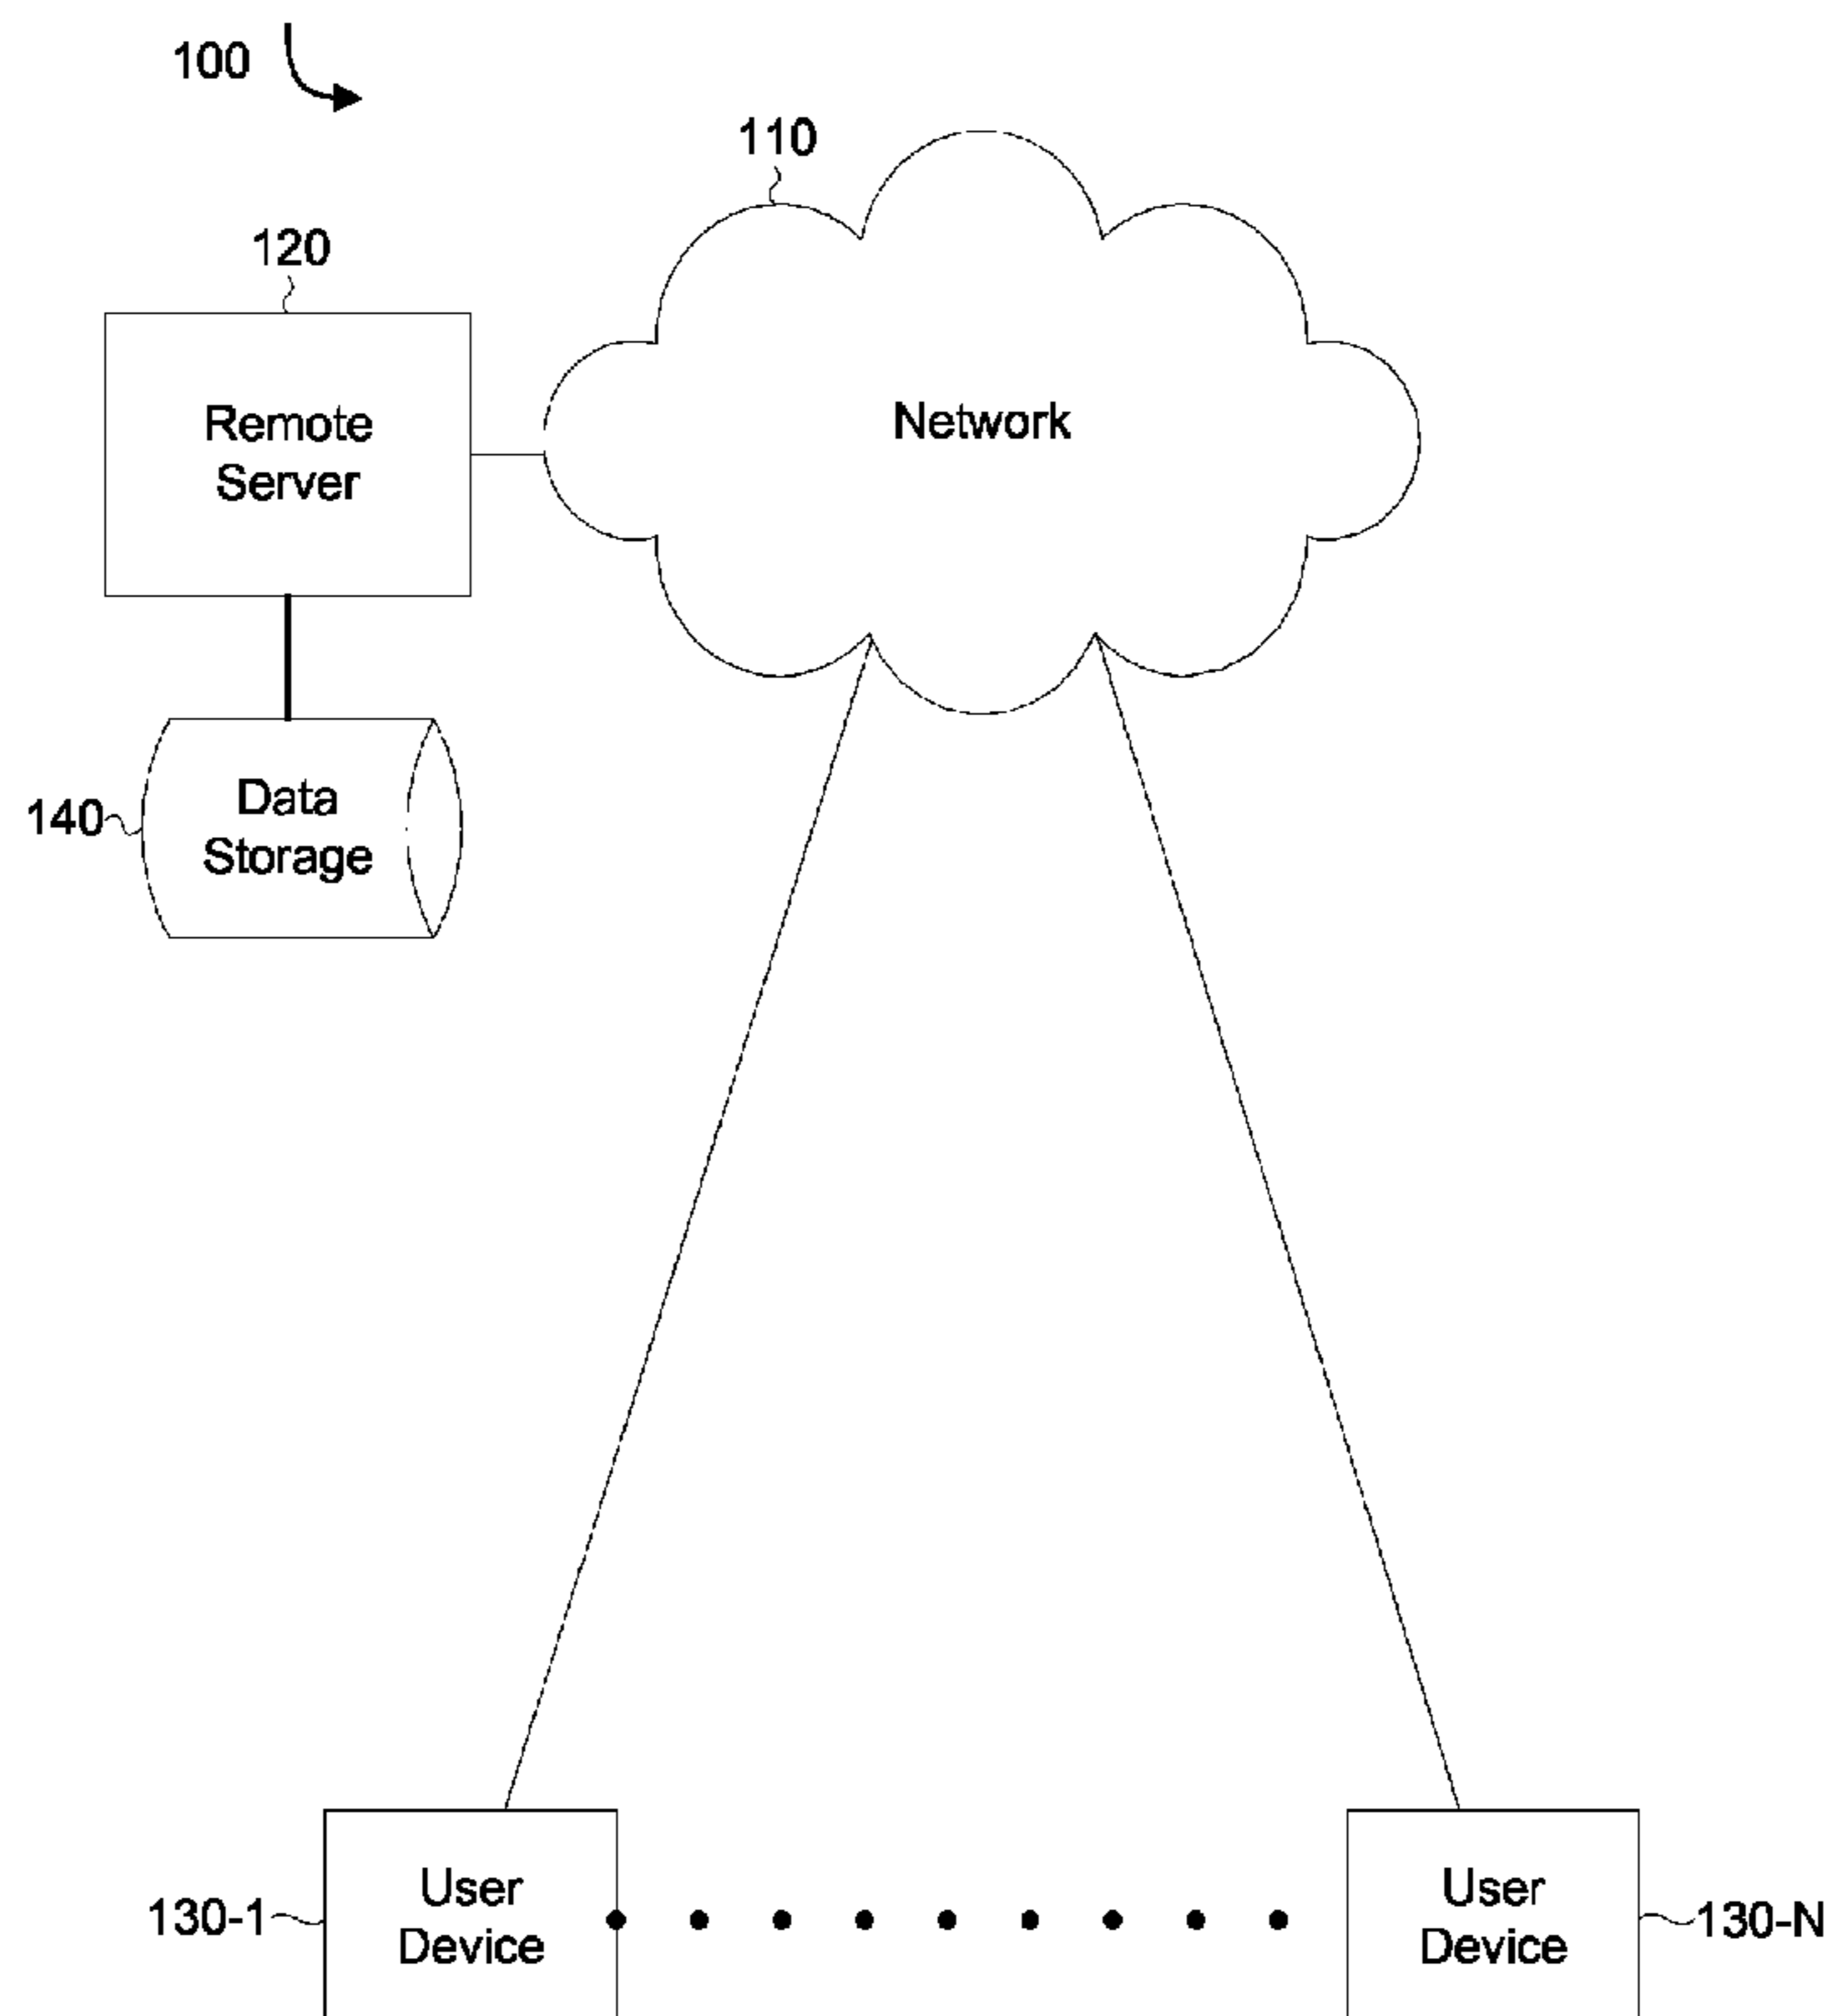 100
110
120
Remote
Server
Network
140
Data
Storage
130-1
User
Device
User
Device
130-N